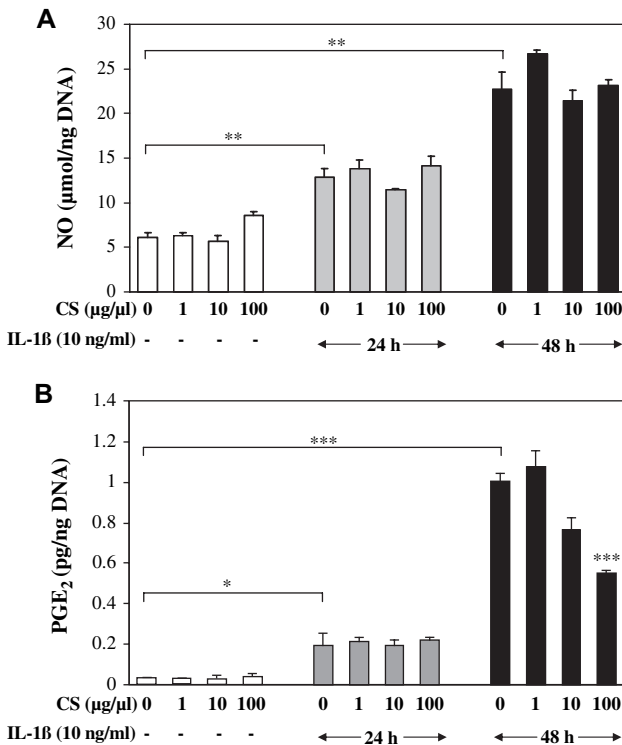 A
NO (µmol/ng DNA)
30
25
20
15
10
5
0
**
**
CS (µg/µl) 0 1 10 100 0 1 10 100 0 1 10 100
IL-1ß (10 ng/ml) - - - - 24 h 48 h
B
PGE₂ (pg/ng DNA)
1.4
1.2
1
0.8
0.6
0.4
0.2
0
***
*
***
CS (µg/µl) 0 1 10 100 0 1 10 100 0 1 10 100
IL-1ß (10 ng/ml) - - - - 24 h 48 h